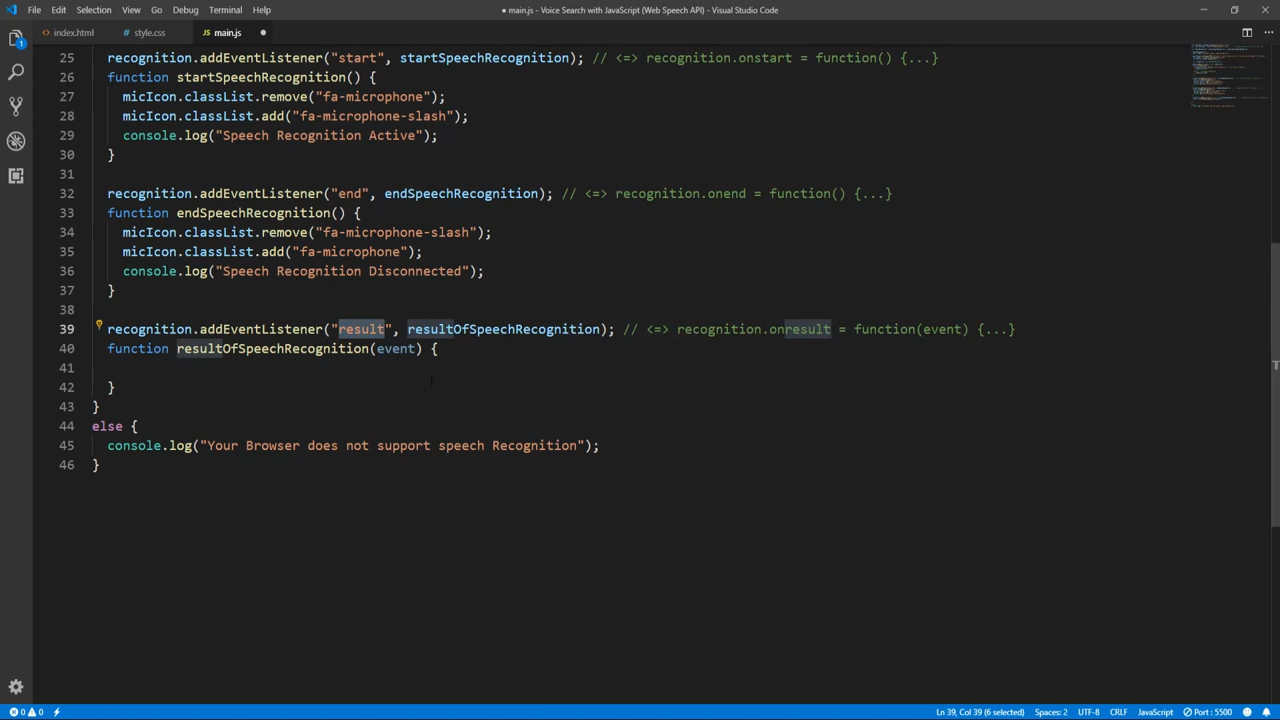 File Edit Selection View Go Debug Terminal Help
● main.js - Voice Search with JavaScript (Web Speech API) - Visual Studio Code
index.html
style.css
JS main.js ●
1
25 recognition.addEventListener("start", startSpeechRecognition); // <=> recognition.onstart = function() {...}
26 function startSpeechRecognition() {
27 micIcon.classList.remove("fa-microphone");
28 micIcon.classList.add("fa-microphone-slash");
29 console.log("Speech Recognition Active");
30 }
31
32 recognition.addEventListener("end", endSpeechRecognition); // <=> recognition.onend = function() {...}
33 function endSpeechRecognition() {
34 micIcon.classList.remove("fa-microphone-slash");
35 micIcon.classList.add("fa-microphone");
36 console.log("Speech Recognition Disconnected");
37 }
38
39 recognition.addEventListener("result", resultOfSpeechRecognition); // <=> recognition.onresult = function(event) {...}
40 function resultOfSpeechRecognition(event) {
41
42 }
43 }
44 else {
45 console.log("Your Browser does not support speech Recognition");
46 }
0 0 Ln 39, Col 39 (6 selected) Spaces: 2 UTF-8 CRLF JavaScript Port : 5500